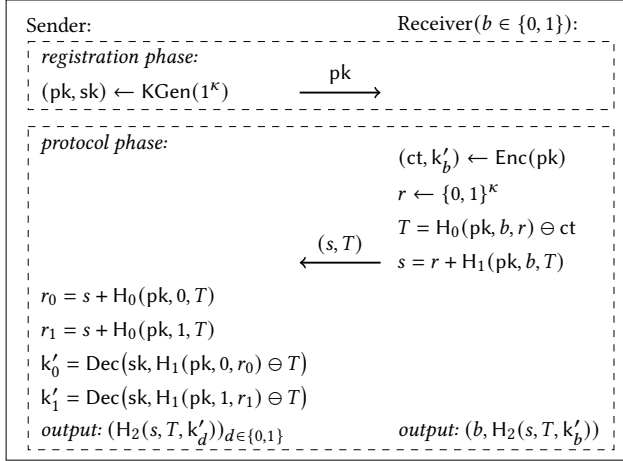 Sender: Receiver(b ∈ {0, 1}):
registration phase:
(pk, sk) ← KGen(1^κ) pk
protocol phase:
(ct, k′_b) ← Enc(pk)
r ← {0, 1}^κ
T = H_0(pk, b, r) ⊖ ct
(s, T) s = r + H_1(pk, b, T)
r_0 = s + H_0(pk, 0, T)
r_1 = s + H_0(pk, 1, T)
k′_0 = Dec(sk, H_1(pk, 0, r_0) ⊖ T)
k′_1 = Dec(sk, H_1(pk, 1, r_1) ⊖ T)
output: (H_2(s, T, k′_d))_{d∈{0,1}} output: (b, H_2(s, T, k′_b))